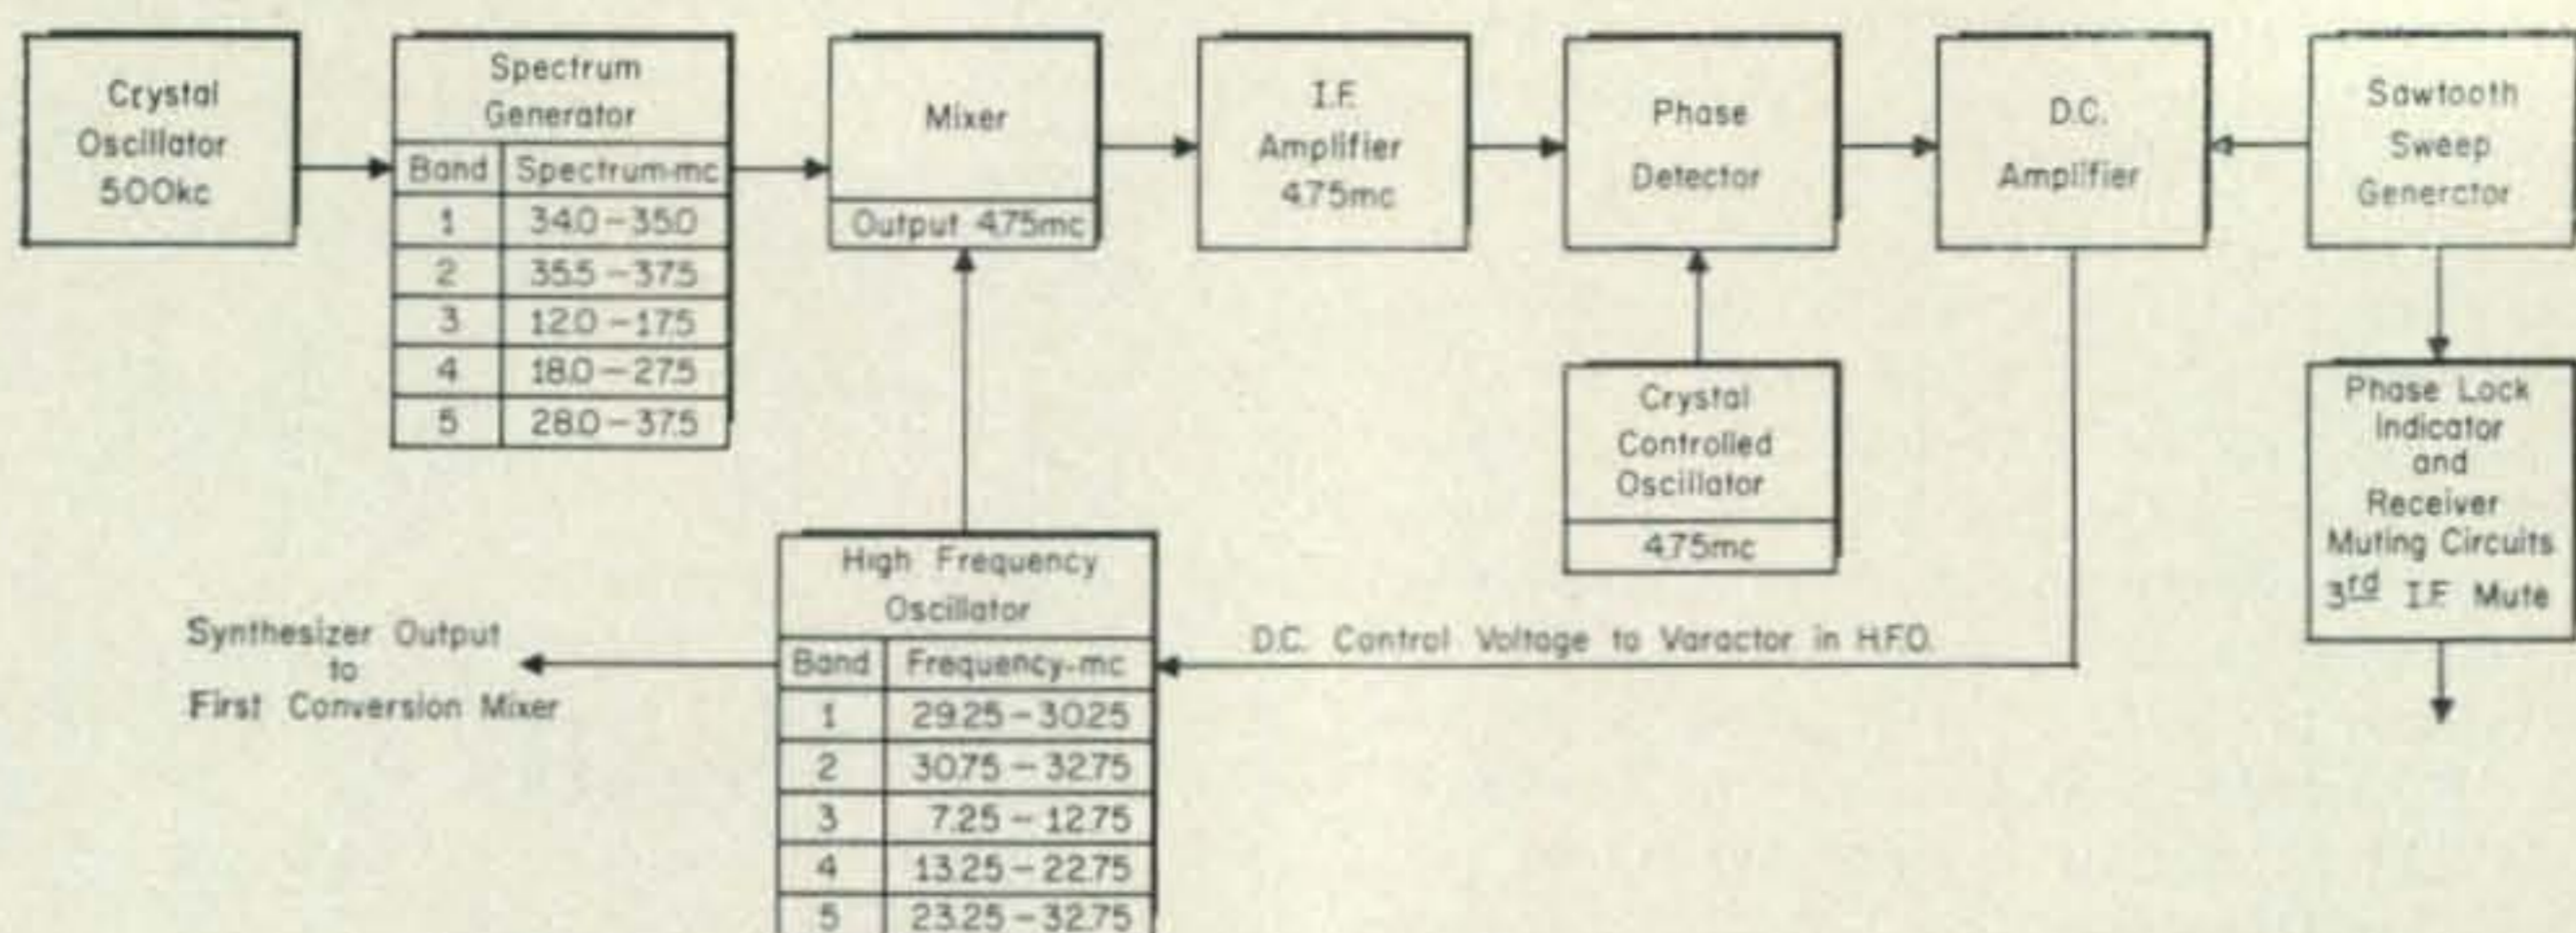 Crystal
Oscillator
500kc
Spectrum
Generator
Band Spectrum-mc
1 34.0-35.0
2 35.5-37.5
3 12.0-17.5
4 18.0-27.5
5 28.0-37.5
Mixer
Output 4.75mc
I.F.
Amplifier
4.75mc
Phase
Detector
D.C.
Amplifier
Sawtooth
Sweep
Generator
Crystal
Controlled
Oscillator
4.75mc
Phase Lock
Indicator
and
Receiver
Muting Circuits
3rd I.F. Mute
High Frequency
Oscillator
Band Frequency-mc
1 29.25-30.25
2 30.75-32.75
3 7.25-12.75
4 13.25-22.75
5 23.25-32.75
Synthesizer Output
to
First Conversion Mixer
D.C. Control Voltage to Varactor in H.F.O.